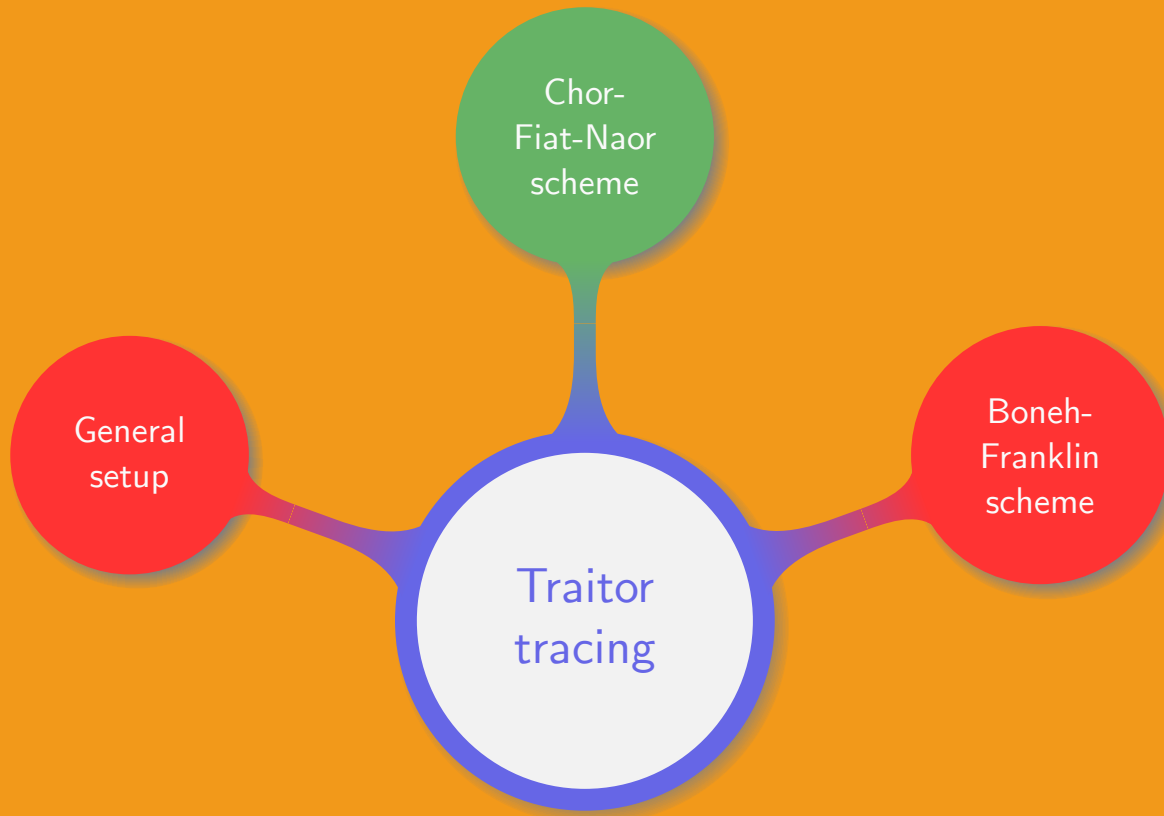 Chor-
Fiat-Naor
scheme
General
setup
Boneh-
Franklin
scheme
Traitor
tracing